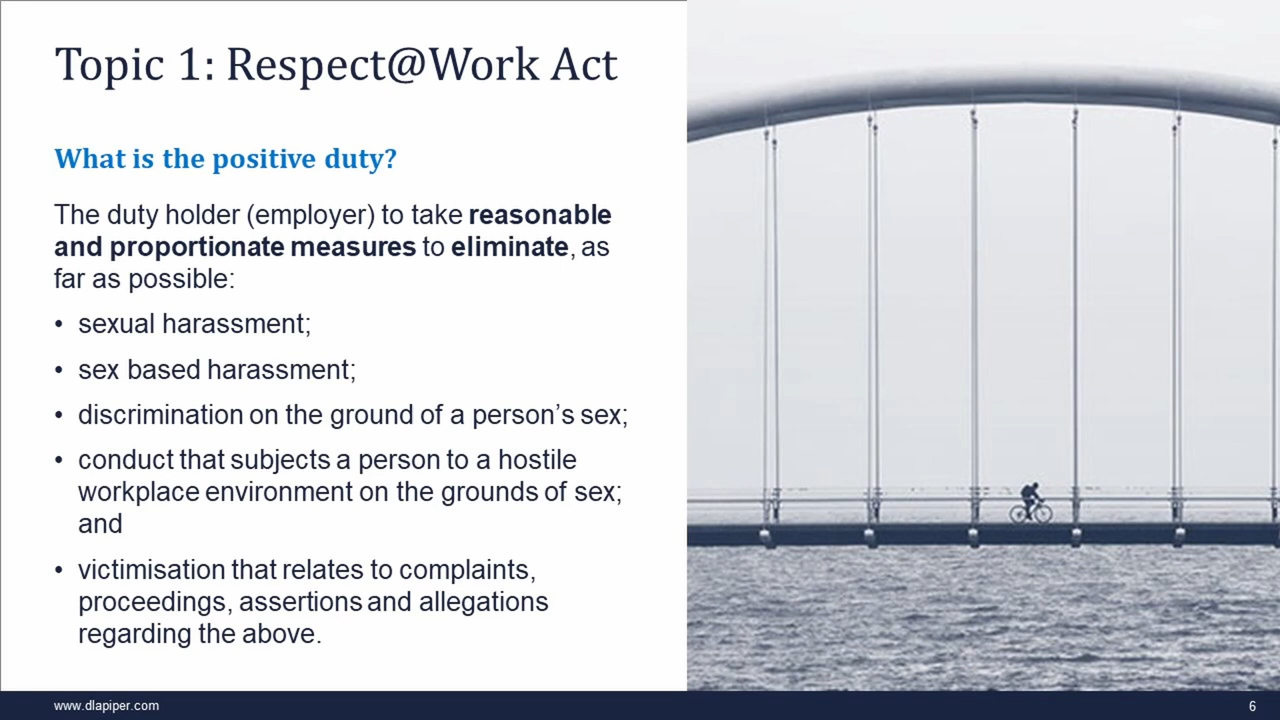 Topic 1: Respect@Work Act
What is the positive duty?
The duty holder (employer) to take reasonable
and proportionate measures to eliminate, as
far as possible:
• sexual harassment;
• sex based harassment;
• discrimination on the ground of a person’s sex;
• conduct that subjects a person to a hostile
workplace environment on the grounds of sex;
and
• victimisation that relates to complaints,
proceedings, assertions and allegations
regarding the above.
www.dlapiper.com
6